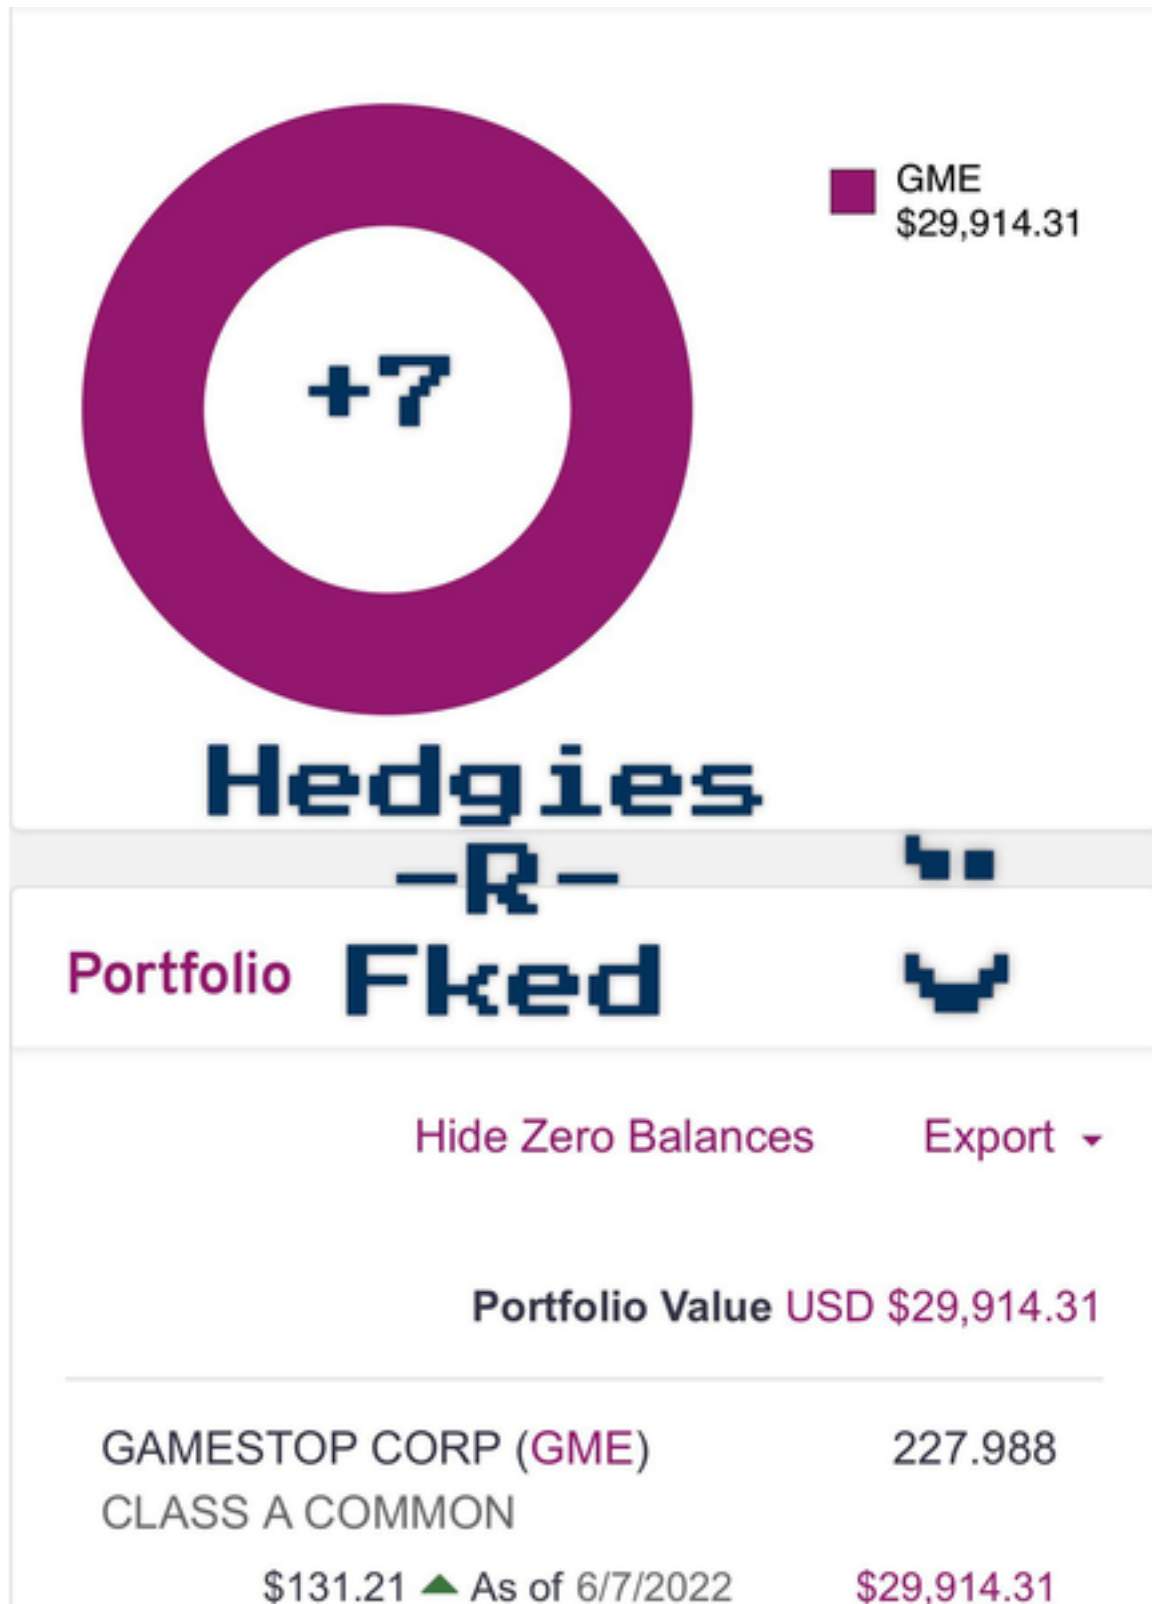 GME
$29,914.31
+7
Hedgies
-R-
Portfolio Fked
Hide Zero Balances Export
Portfolio Value USD $29,914.31
GAMESTOP CORP (GME) 227.988
CLASS A COMMON
$131.21 ▲ As of 6/7/2022 $29,914.31